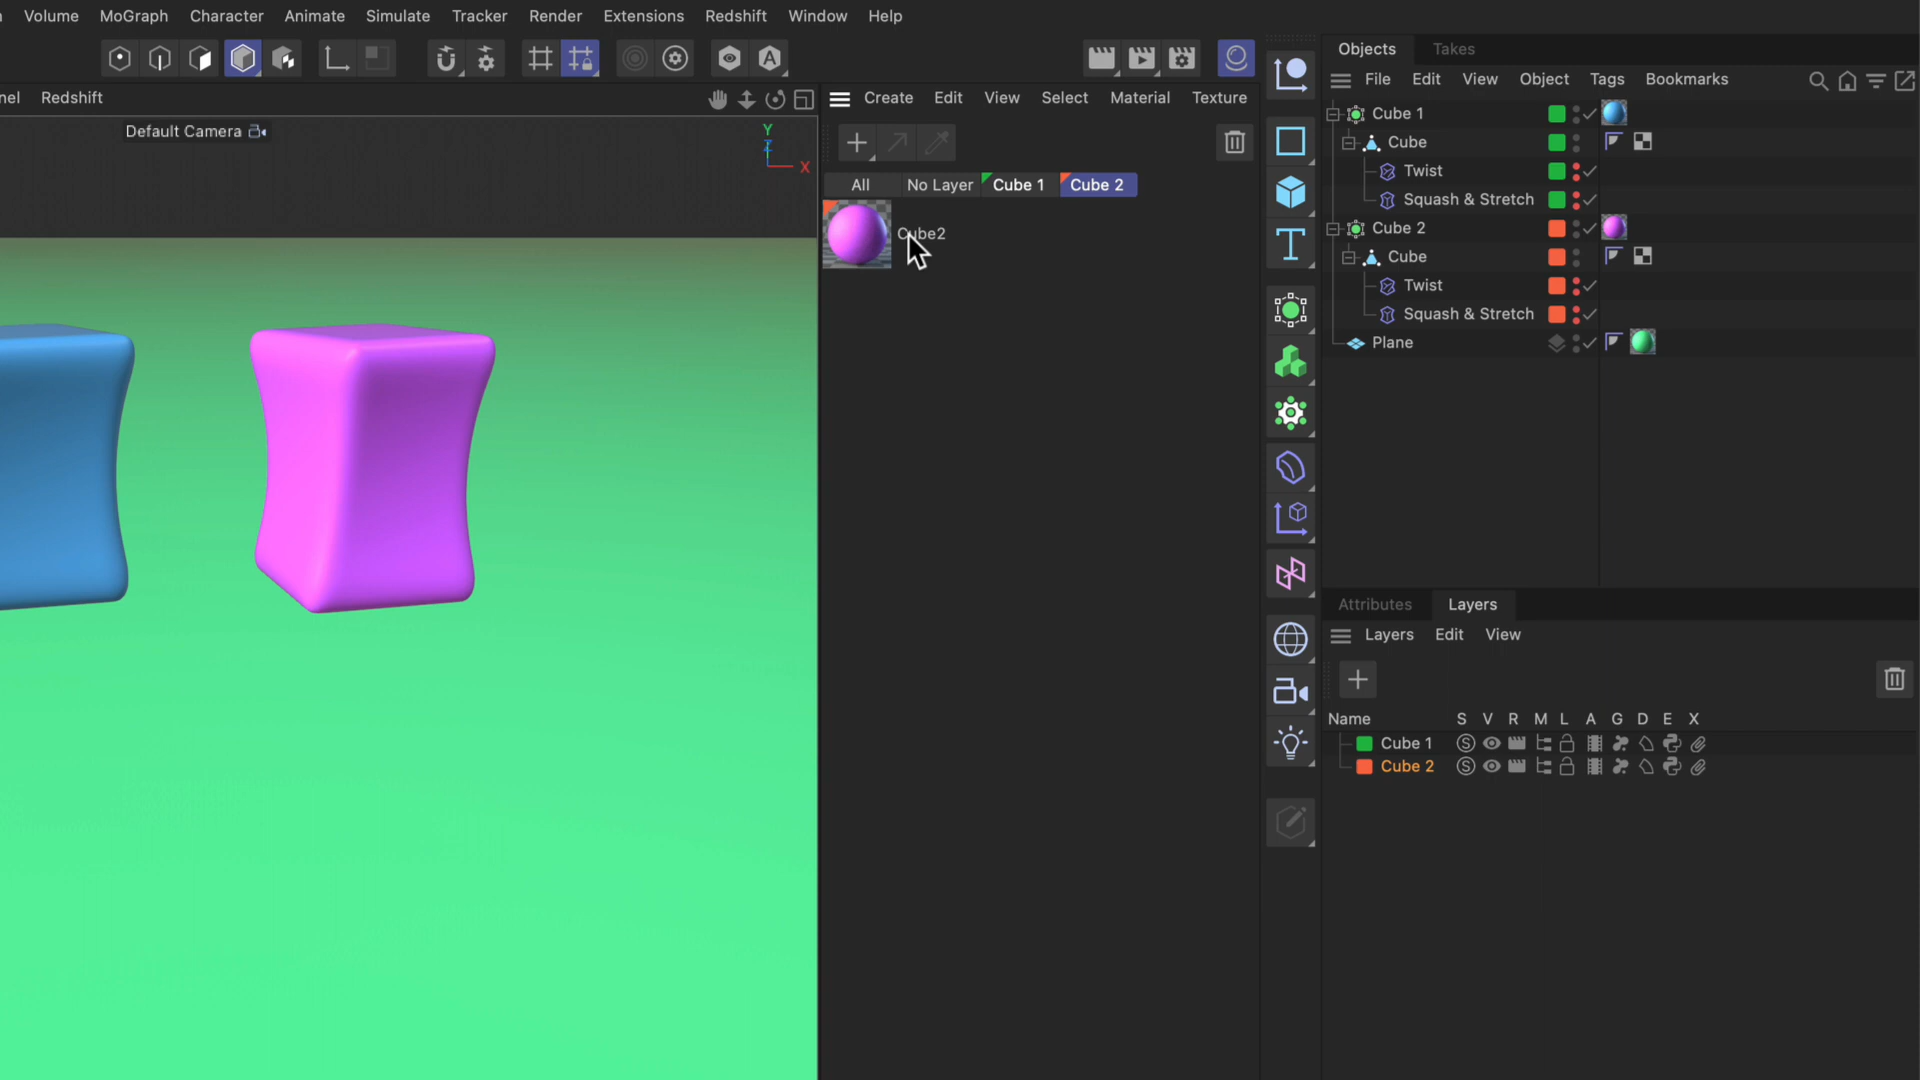 Volume MoGraph Character Animate Simulate Tracker Render Extensions Redshift Window Help
nel Redshift
Default Camera
Y
Z
X
Create Edit View Select Material Texture
All No Layer Cube 1 Cube 2
Cube2
Objects Takes
File Edit View Object Tags Bookmarks
Cube 1
Cube
Twist
Squash & Stretch
Cube 2
Cube
Twist
Squash & Stretch
Plane
Attributes Layers
Layers Edit View
Name S V R M L A G D E X
Cube 1
Cube 2